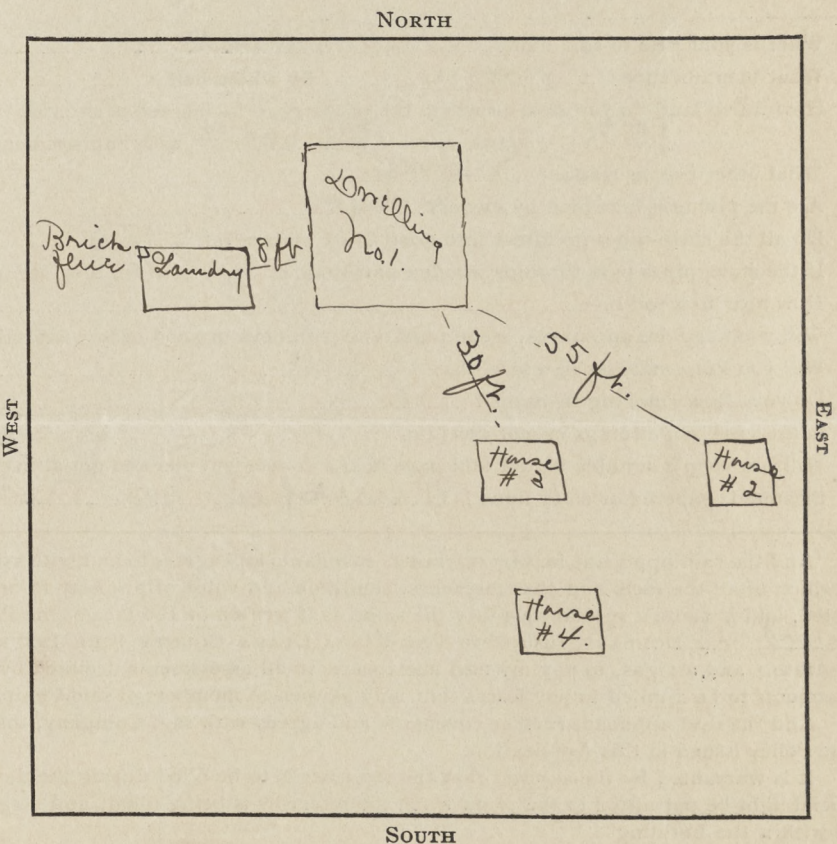 NORTH
Dwelling
No.1.
Brick
fence
Laundry
8 ft
30 ft.
55 ft.
WEST
EAST
House
# 3
House
# 2
House
#4.
SOUTH